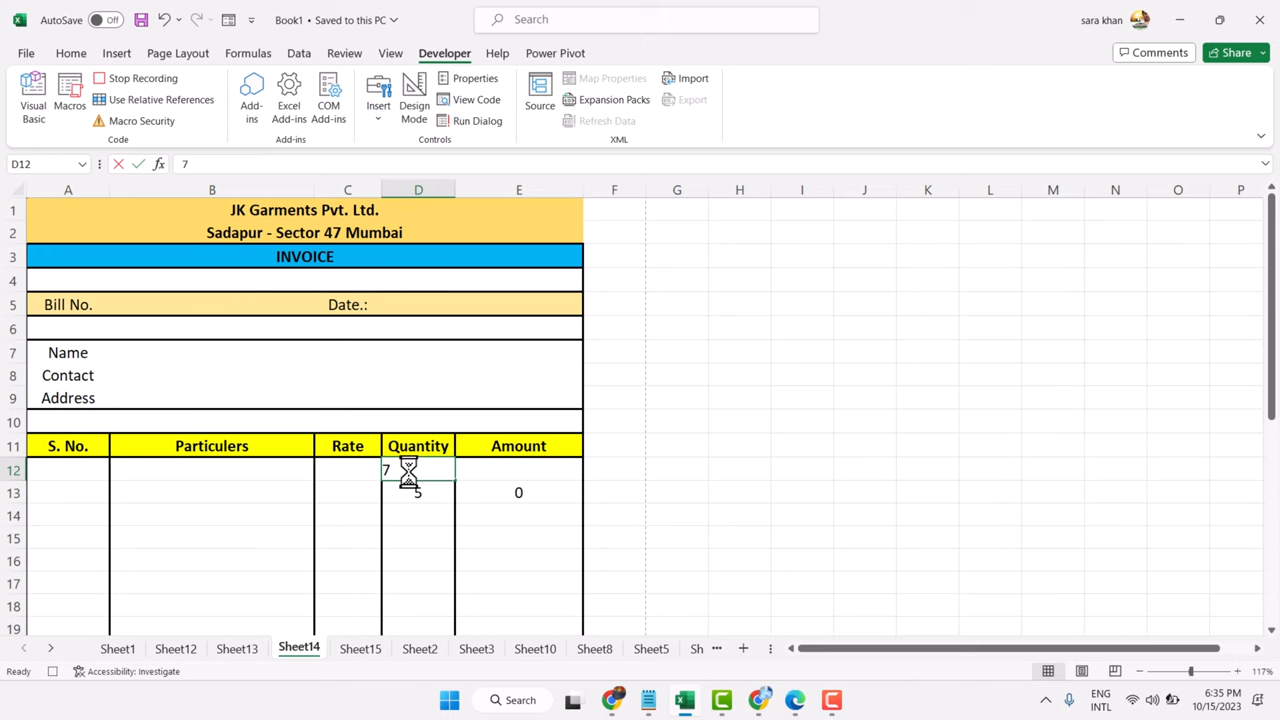 AutoSave Off Book1 • Saved to this PC Search sara khan
File Home Insert Page Layout Formulas Data Review View Developer Help Power Pivot Comments Share
Visual Basic Macros Stop Recording Use Relative References Macro Security
Add-ins Excel Add-ins COM Add-ins
Insert Design Mode Properties View Code Run Dialog
Source Map Properties Expansion Packs Refresh Data Import Export
Code Add-ins Controls XML
D12 fx 7
A B C D E F G H I J K L M N O P
1 JK Garments Pvt. Ltd.
2 Sadapur - Sector 47 Mumbai
3 INVOICE
4
5 Bill No. Date.:
6
7 Name
8 Contact
9 Address
10
11 S. No. Particulers Rate Quantity Amount
12 7
13 5 0
14
15
16
17
18
19
Sheet1 Sheet12 Sheet13 Sheet14 Sheet15 Sheet2 Sheet3 Sheet10 Sheet8 Sheet5 Sh ...
Ready Accessibility: Investigate 117%
Search ENG INTL 6:35 PM 10/15/2023